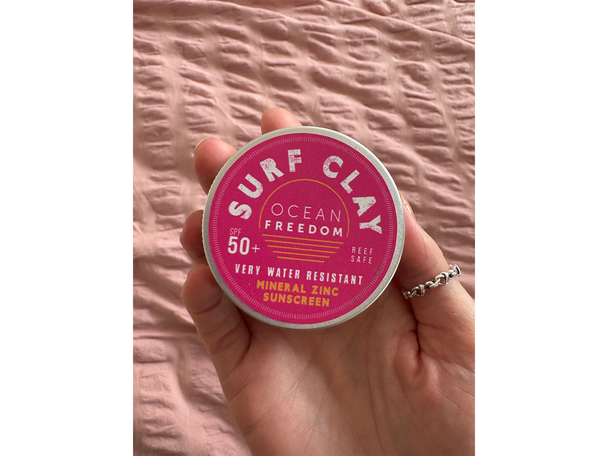 SURF CLAY
OCEAN
FREEDOM
SPF
50+
REEF
SAFE
VERY WATER RESISTANT
MINERAL ZINC
SUNSCREEN